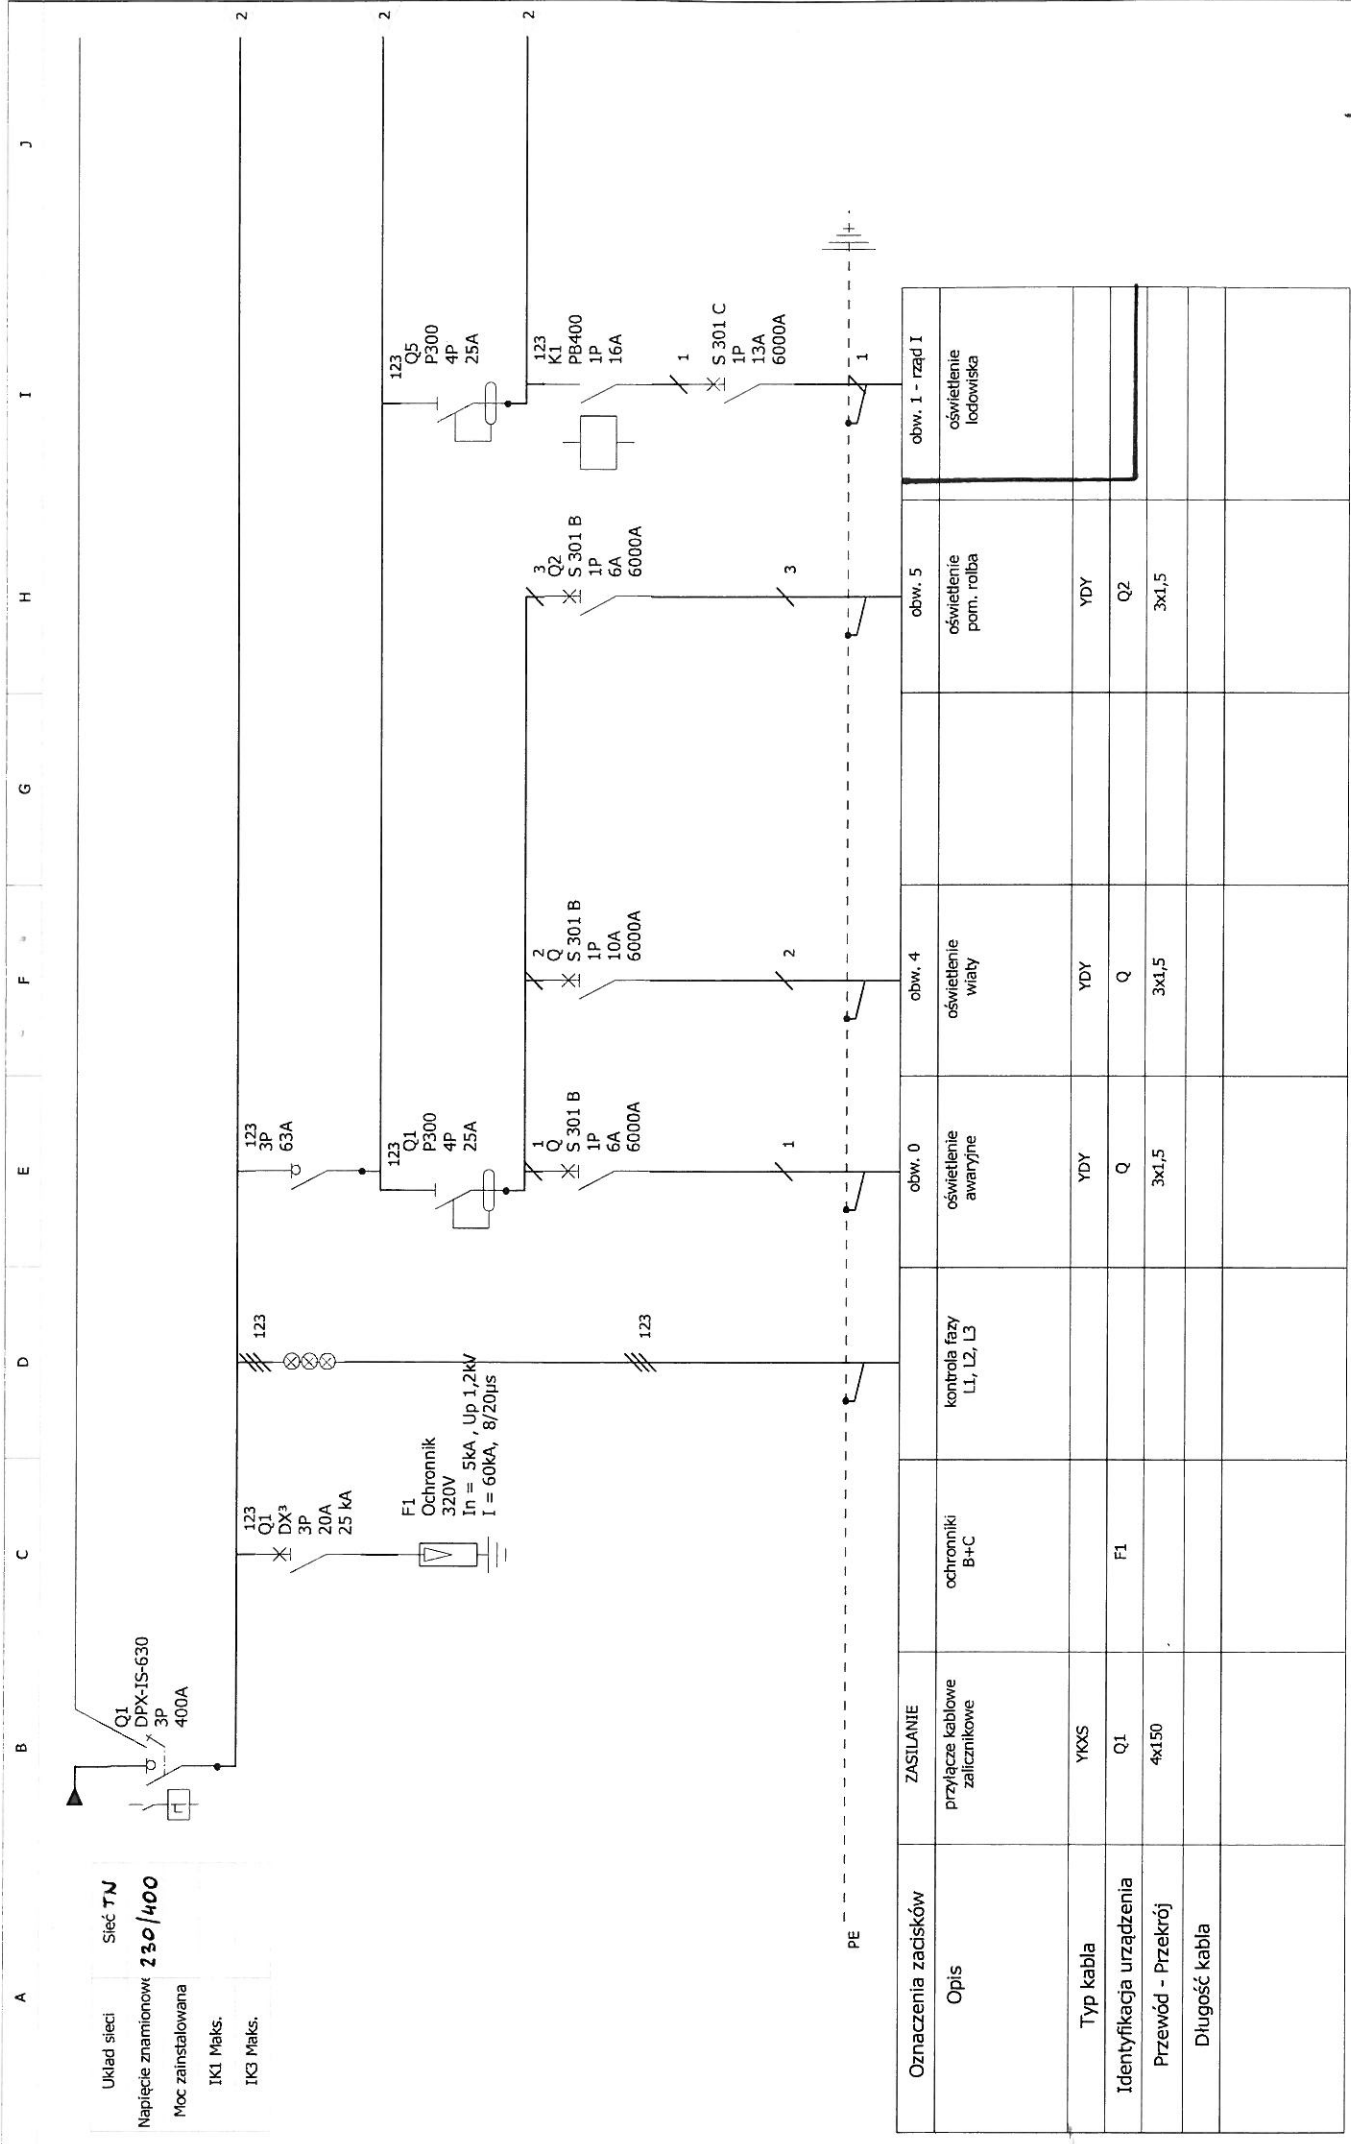 A B C D E F G H I J
Układ sieci Sieć TN
Napięcie znamionowe 230/400
Moc zainstalowana
IK1 Maks.
IK3 Maks.
Q1
DPX-IS-630
3P
400A
123
Q1
DX³
3P
20A
25 kA
F1
Ochronnik
320V
In = 5kA , Up 1,2kV
I = 60kA, 8/20µs
123
123
123
3P
63A
123
Q1
P300
4P
25A
1
Q
S 301 B
1P
6A
6000A
1
2
Q
S 301 B
1P
10A
6000A
2
3
Q2
S 301 B
1P
6A
6000A
3
123
Q5
P300
4P
25A
123
K1
PB400
1P
16A
1
S 301 C
1P
13A
6000A
1
2
2
2
PE
Oznaczenia zacisków ZASILANIE obw. 0 obw. 4 obw. 5 obw. 1 - rząd I
Opis
przyłącze kablowe
zalicznikowe
ochronniki
B+C
kontrola fazy
L1, L2, L3
oświetlenie
awaryjne
oświetlenie
wiaty
oświetlenie
pom. rolba
oświetlenie
lodowiska
Typ kabla YKXS YDY YDY YDY
Identyfikacja urządzenia Q1 F1 Q Q Q2
Przewód - Przekrój 4x150 3x1,5 3x1,5 3x1,5
Długość kabla